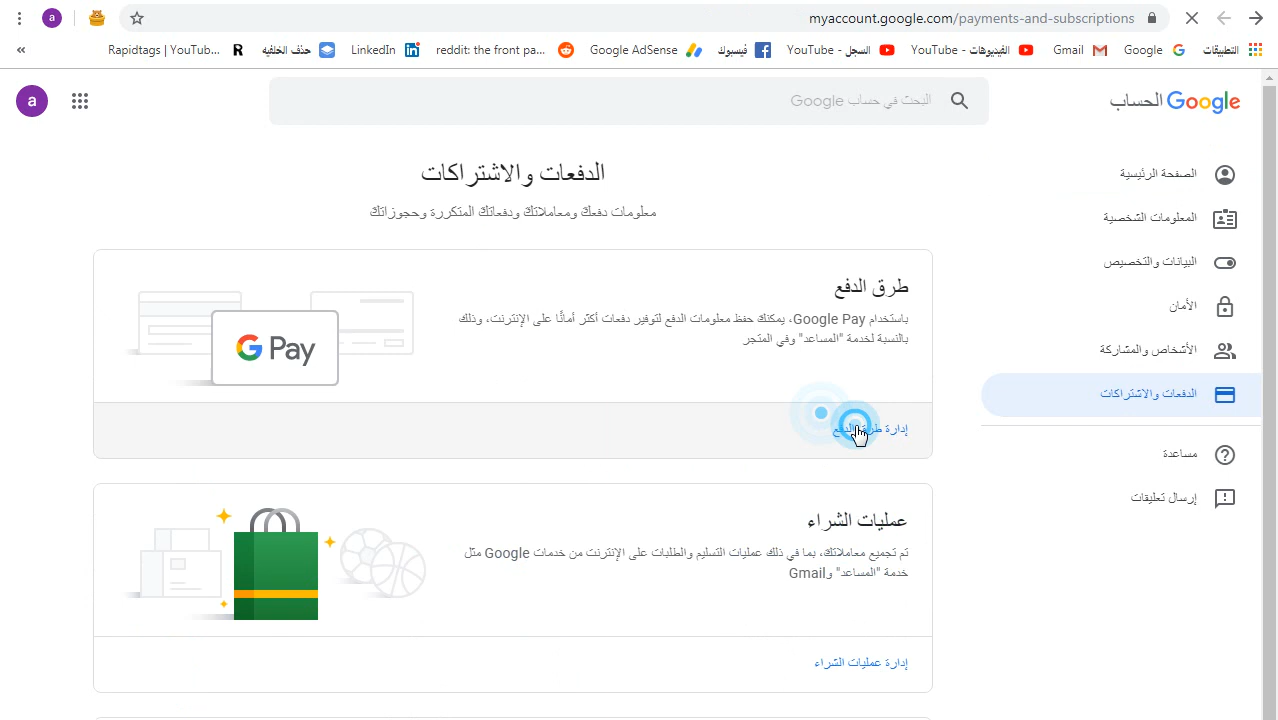 a
myaccount.google.com/payments-and-subscriptions
التطبيقات
Google
Gmail
YouTube - الفيديوهات
YouTube - السجل
فيسبوك
Google AdSense
reddit: the front pa...
LinkedIn
حذف الخلفيه
R
Rapidtags | YouTub...
«
Google الحساب
البحث في حساب Google
a
الصفحة الرئيسية
المعلومات الشخصية
البيانات والتخصيص
الأمان
الأشخاص والمشاركة
الدفعات والاشتراكات
مساعدة
إرسال تعليقات
الدفعات والاشتراكات
معلومات دفعك ومعاملاتك ودفعاتك المتكررة وحجوزاتك
طرق الدفع
باستخدام Google Pay، يمكنك حفظ معلومات الدفع لتوفير دفعات أكثر أمانًا على الإنترنت، وذلك
بالنسبة لخدمة "المساعد" وفي المتجر
G Pay
إدارة طرق الدفع
عمليات الشراء
تم تجميع معاملاتك، بما في ذلك عمليات التسليم والطلبات على الإنترنت من خدمات Google مثل
خدمة "المساعد" وGmail
إدارة عمليات الشراء